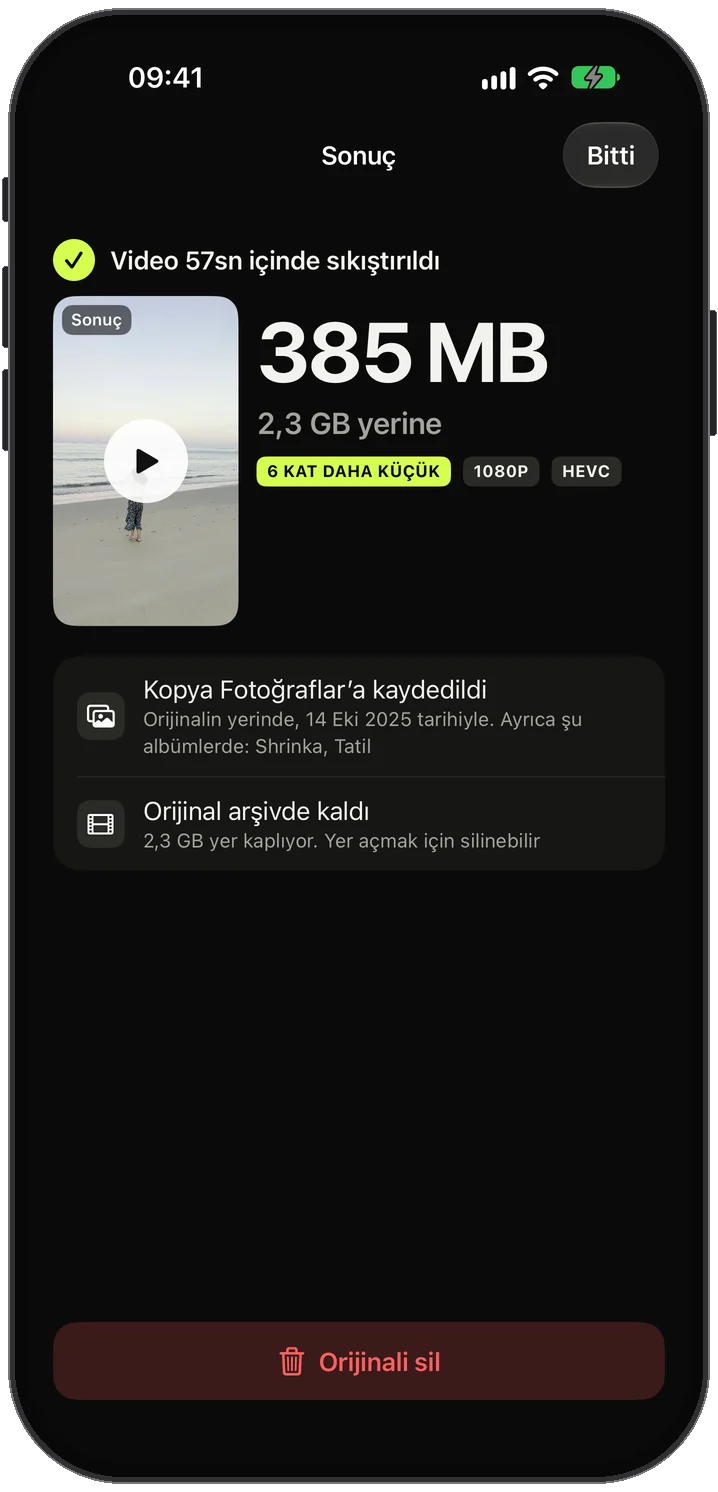 09:41
Sonuç
Bitti
Video 57sn içinde sıkıştırıldı
Sonuç
385 MB
2,3 GB yerine
6 KAT DAHA KÜÇÜK
1080P
HEVC
Kopya Fotoğraflar’a kaydedildi
Orijinalin yerinde, 14 Eki 2025 tarihiyle. Ayrıca şu
albümlerde: Shrinka, Tatil
Orijinal arşivde kaldı
2,3 GB yer kaplıyor. Yer açmak için silinebilir
Orijinali sil